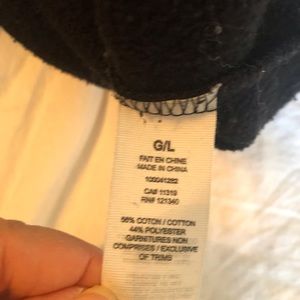 G/L
FAIT EN CHINE
MADE IN CHINA
100041282
CA# 11319
RN# 121340
56% COTON / COTTON
44% POLYESTER
GARNITURES NON
COMPRISES / EXCLUSIVE
OF TRIMS